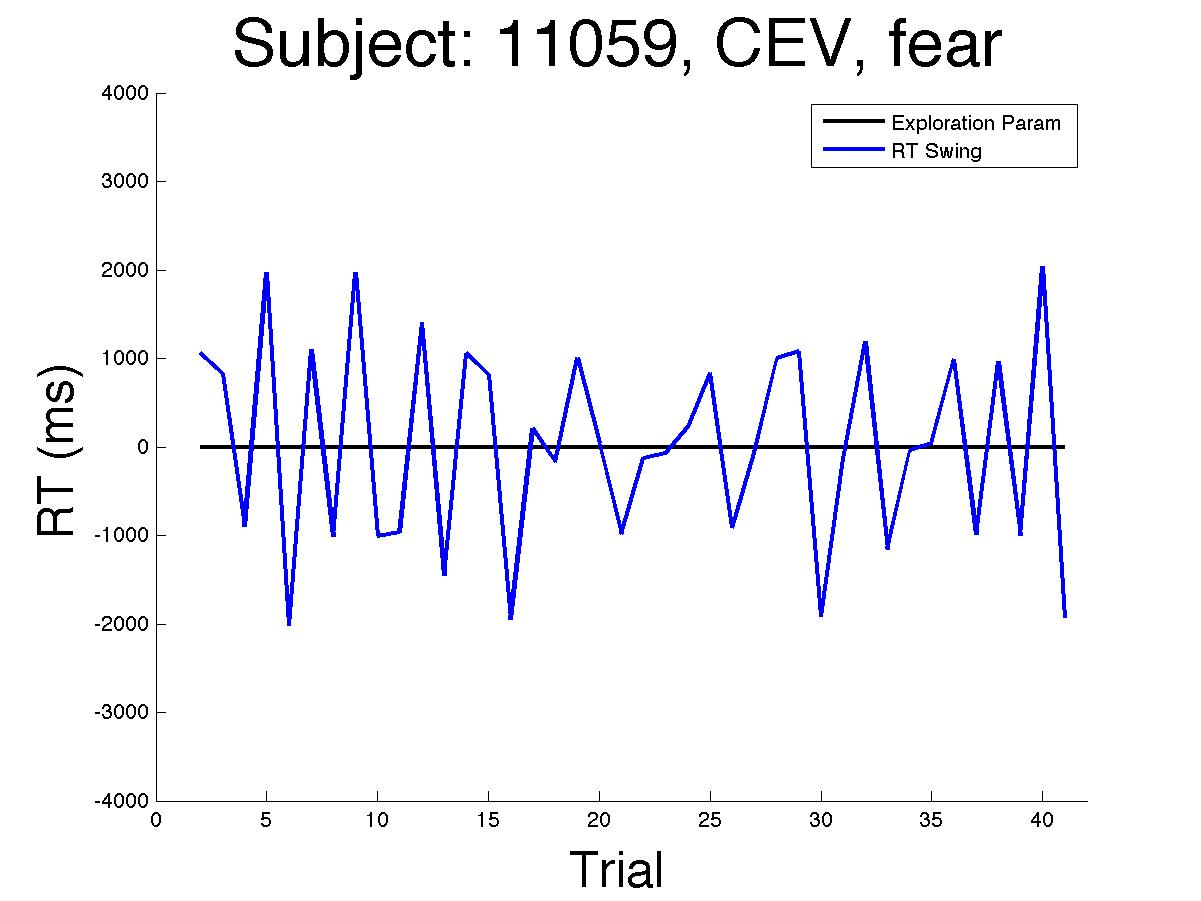 Subject: 11059, CEV, fear
4000
3000
2000
1000
0
-1000
-2000
-3000
-4000
RT (ms)
Exploration Param
RT Swing
0 5 10 15 20 25 30 35 40
Trial